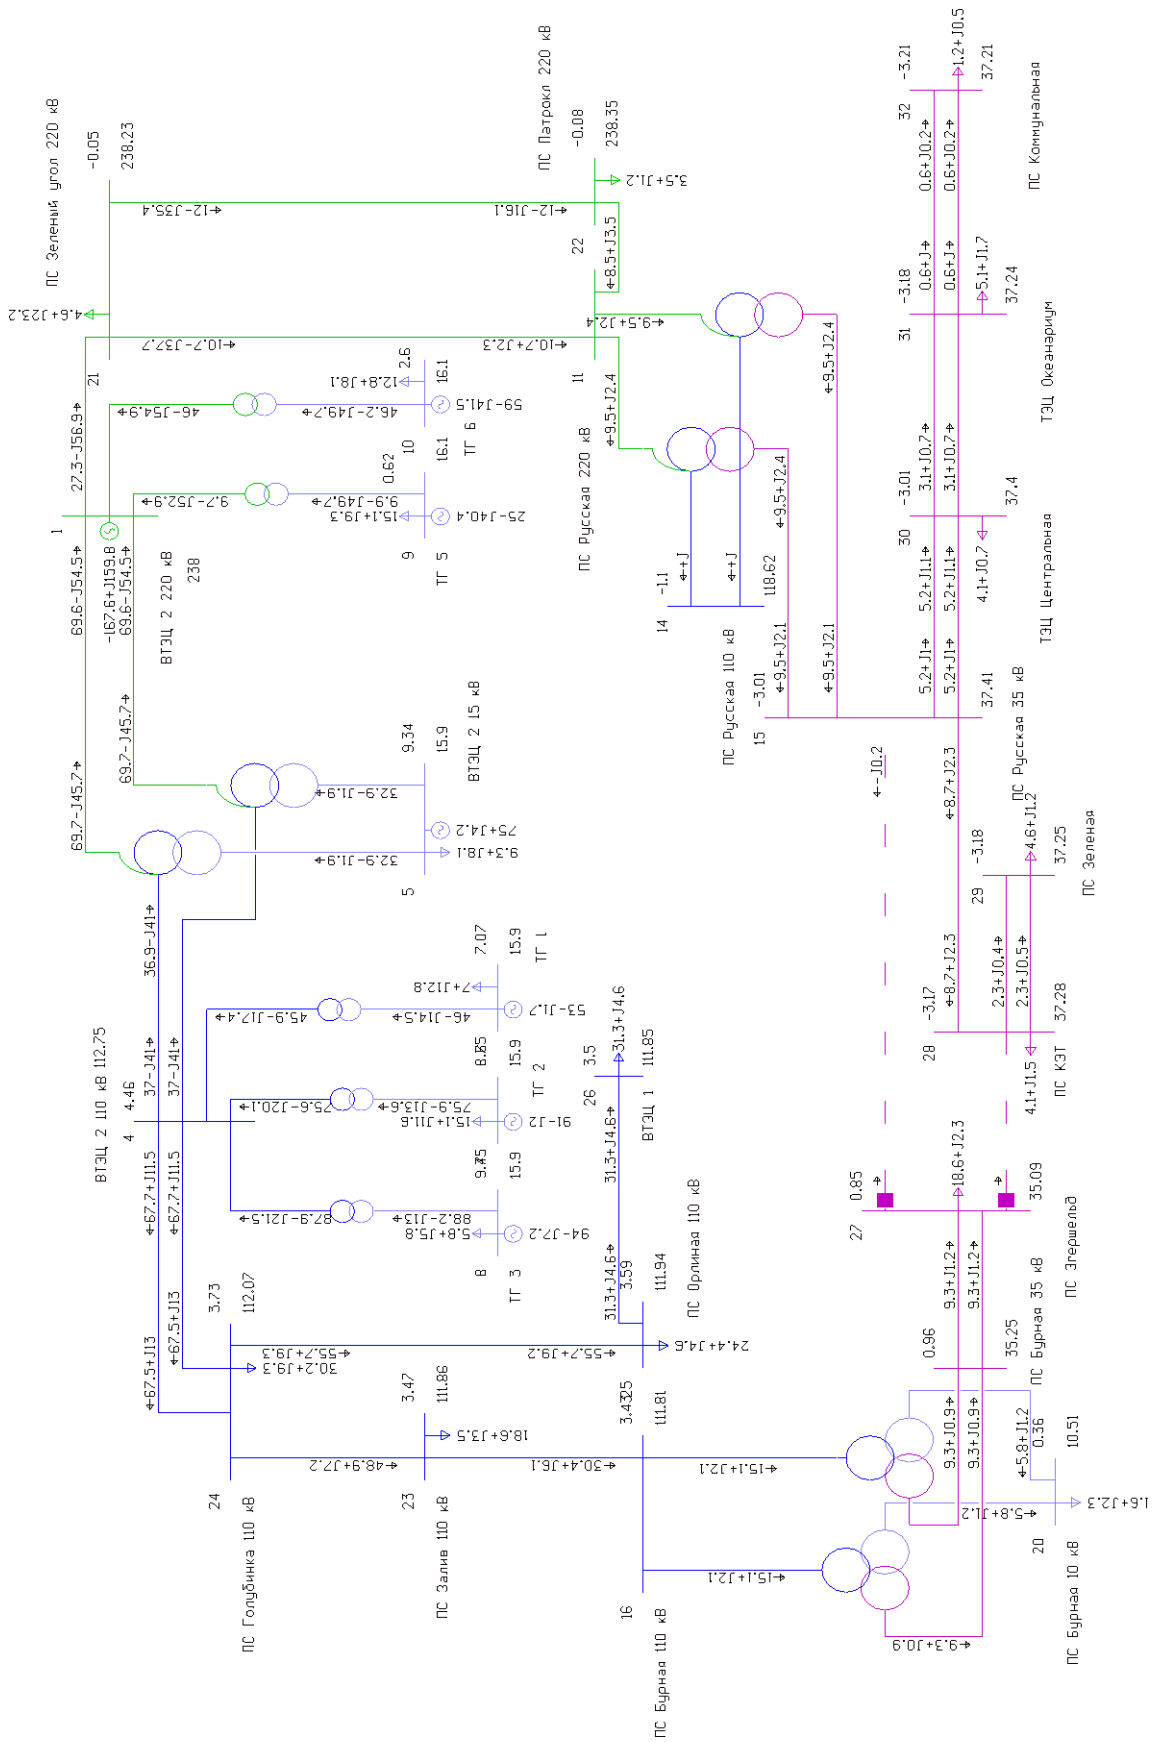 ПС Зеленый угол 220 кВ
-0.05
238.23
21
4.6+J23.2
12-J35.4→
10.7-J37.7→
ПС Патрокл 220 кВ
-0.08
238.35
22
3.5+J1.2
12-J16.1→
←8.5+J3.5
1
27.3-J56.9→
-167.6+J159.8
69.6-J54.5→
69.6-J54.5→
ВТЭЦ 2 220 кВ
238
46-J54.9→
46.2-J49.7→
12.8+J8.1
2.6
16.1
59-J41.5
10
ТГ 6
9.7-J52.9→
9.9-J49.7→
15.1+J9.3
0.62
16.1
25-J40.4
9
ТГ 5
11
ПС Русская 220 кВ
10.7+J2.3→
←9.5+J2.4
←9.5+J2.4
←9.5+J2.4
←9.5+J2.4
←+J
←+J
-1.1
118.62
14
ПС Русская 110 кВ
←9.5+J2.1
←9.5+J2.1
-3.01
37.41
15
ПС Русская 35 кВ
69.7-J45.7→
69.7-J45.7→
32.9-J1.9→
32.9-J1.9→
9.34
15.9
75+J4.2
9.3+J8.1
5
ВТЭЦ 2 15 кВ
36.9-J41→
37-J41→
37-J41→
ВТЭЦ 2 110 кВ
112.75
4.46
4
←67.7+J11.5
←67.7+J11.5
←67.5+J13
←67.5+J13
45.9-J17.4→
46-J14.5→
7+J12.8
7.07
15.9
53-J1.7
ТГ 1
75.6-J20.1→
75.9-J13.6→
15.1+J11.6
15.9
91-J2
ТГ 2
87.9-J21.5→
88.2-J13→
5.8+J5.8
15.9
94-J7.2
8
ТГ 3
3.73
112.07
24
ПС Голубинка 110 кВ
30.2+J9.3
←55.7+J9.3
←55.7+J9.2
←48.9+J7.2
3.47
111.86
23
ПС Залив 110 кВ
18.6+J3.5
←30.4+J6.1
3.59
111.94
25
ПС Орлиная 110 кВ
24.4+J4.6
31.3+J4.6→
31.3+J4.6→
3.5
111.85
26
ВТЭЦ 1
31.3+J4.6
3.43
111.81
16
ПС Бурная 110 кВ
←15.1+J2.1
←15.1+J2.1
9.3+J0.9→
9.3+J0.9→
←9.3+J0.9
←5.8+J1.2
←5.8+J1.2
0.36
10.51
1.6+J2.3
20
ПС Бурная 10 кВ
0.96
35.25
ПС Бурная 35 кВ
9.3+J1.2→
9.3+J1.2→
0.85
35.09
27
ПС Эгершельд
18.6+J2.3
←-J0.2
-3.17
37.28
28
ПС КЭТ
4.1+J1.5
←8.7+J2.3
←8.7+J2.3
2.3+J0.4→
2.3+J0.5→
-3.18
37.25
29
ПС Зеленая
4.6+J1.2
5.2+J1→
5.2+J1→
5.2+J1.1→
5.2+J1.1→
-3.01
37.4
30
ТЭЦ Центральная
4.1+J0.7
3.1+J0.7→
3.1+J0.7→
-3.18
37.24
31
ТЭЦ Океанариум
5.1+J1.7
0.6+J→
0.6+J→
0.6+J0.2→
0.6+J0.2→
-3.21
37.21
32
ПС Коммунальная
1.2+J0.5